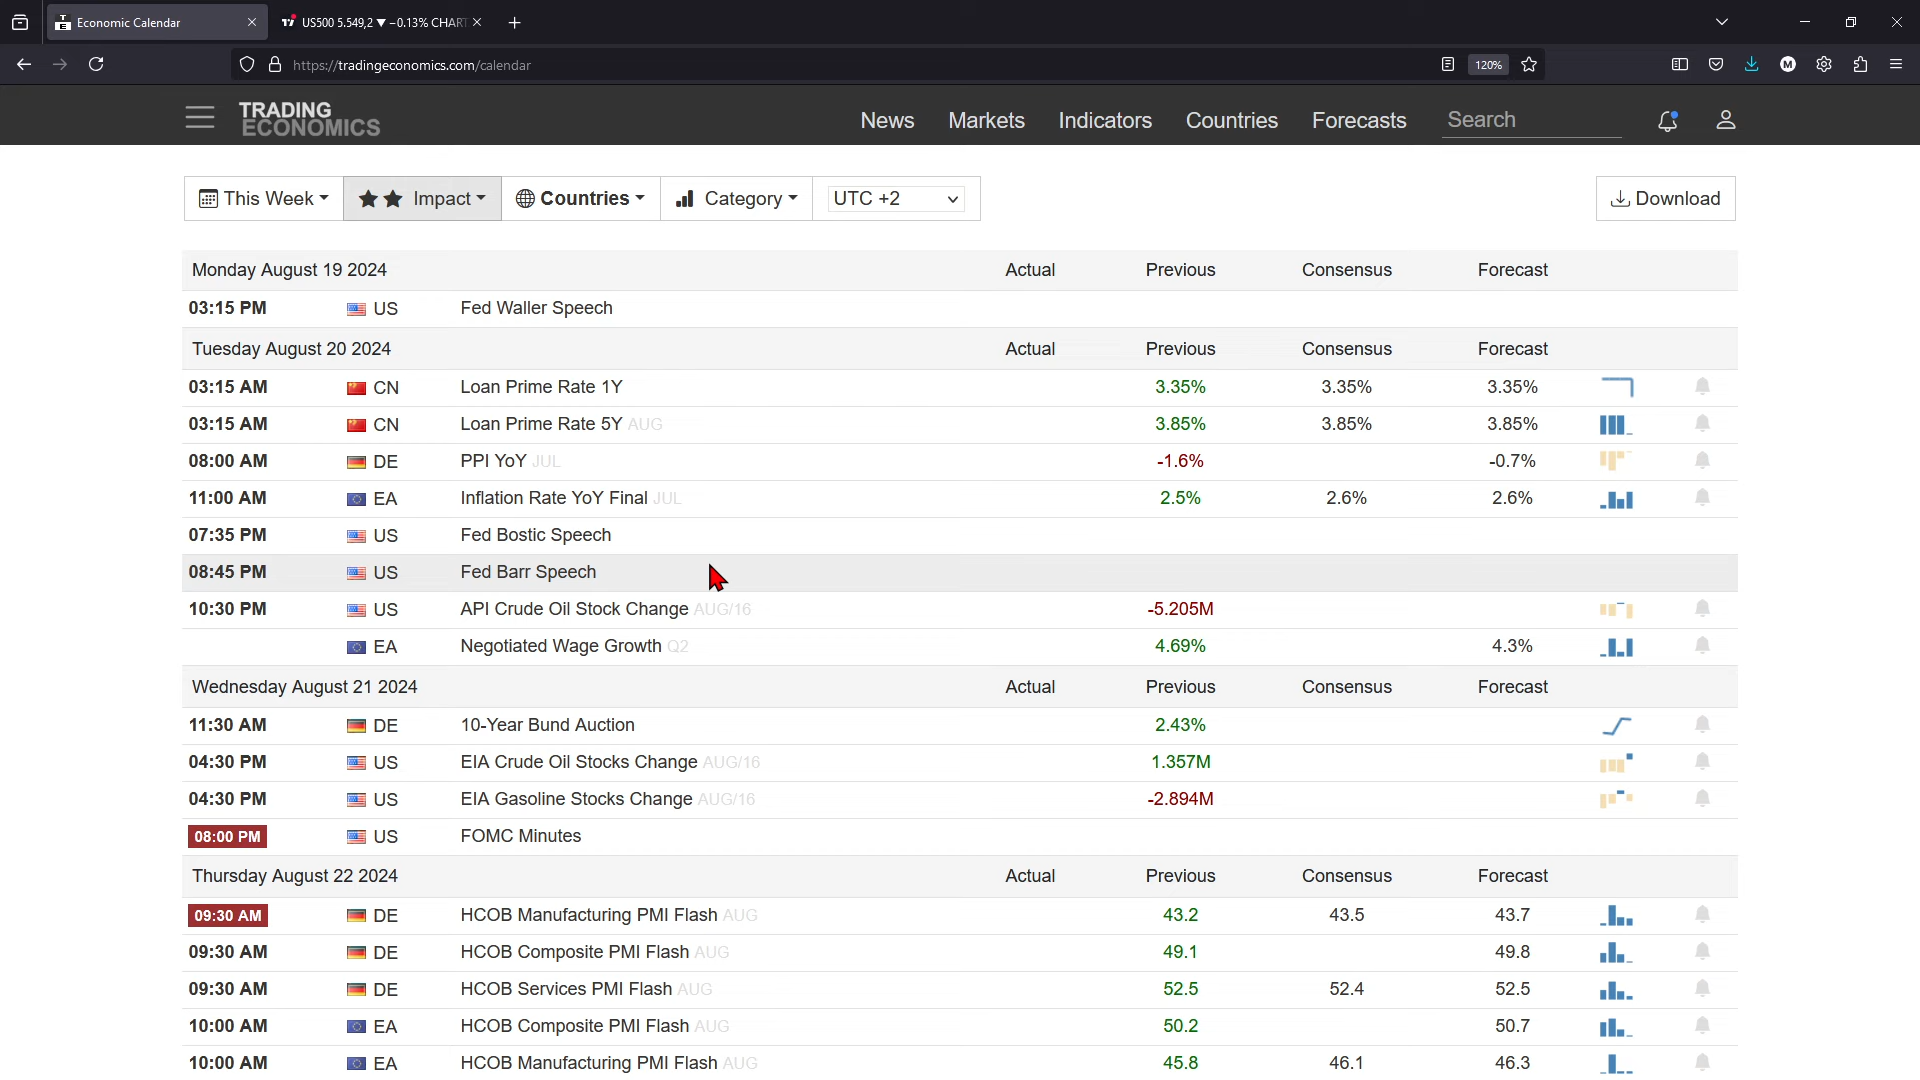 Economic Calendar
US500 5.549,2 ▼ −0.13% CHART
https://tradingeconomics.com/calendar
120%
M
TRADING
ECONOMICS
News Markets Indicators Countries Forecasts Search
This Week Impact Countries Category UTC +2 Download
Monday August 19 2024 Actual Previous Consensus Forecast
03:15 PM US Fed Waller Speech
Tuesday August 20 2024 Actual Previous Consensus Forecast
03:15 AM CN Loan Prime Rate 1Y 3.35% 3.35% 3.35%
03:15 AM CN Loan Prime Rate 5Y AUG 3.85% 3.85% 3.85%
08:00 AM DE PPI YoY JUL -1.6% -0.7%
11:00 AM EA Inflation Rate YoY Final JUL 2.5% 2.6% 2.6%
07:35 PM US Fed Bostic Speech
08:45 PM US Fed Barr Speech
10:30 PM US API Crude Oil Stock Change AUG/16 -5.205M
EA Negotiated Wage Growth Q2 4.69% 4.3%
Wednesday August 21 2024 Actual Previous Consensus Forecast
11:30 AM DE 10-Year Bund Auction 2.43%
04:30 PM US EIA Crude Oil Stocks Change AUG/16 1.357M
04:30 PM US EIA Gasoline Stocks Change AUG/16 -2.894M
08:00 PM US FOMC Minutes
Thursday August 22 2024 Actual Previous Consensus Forecast
09:30 AM DE HCOB Manufacturing PMI Flash AUG 43.2 43.5 43.7
09:30 AM DE HCOB Composite PMI Flash AUG 49.1 49.8
09:30 AM DE HCOB Services PMI Flash AUG 52.5 52.4 52.5
10:00 AM EA HCOB Composite PMI Flash AUG 50.2 50.7
10:00 AM EA HCOB Manufacturing PMI Flash AUG 45.8 46.1 46.3